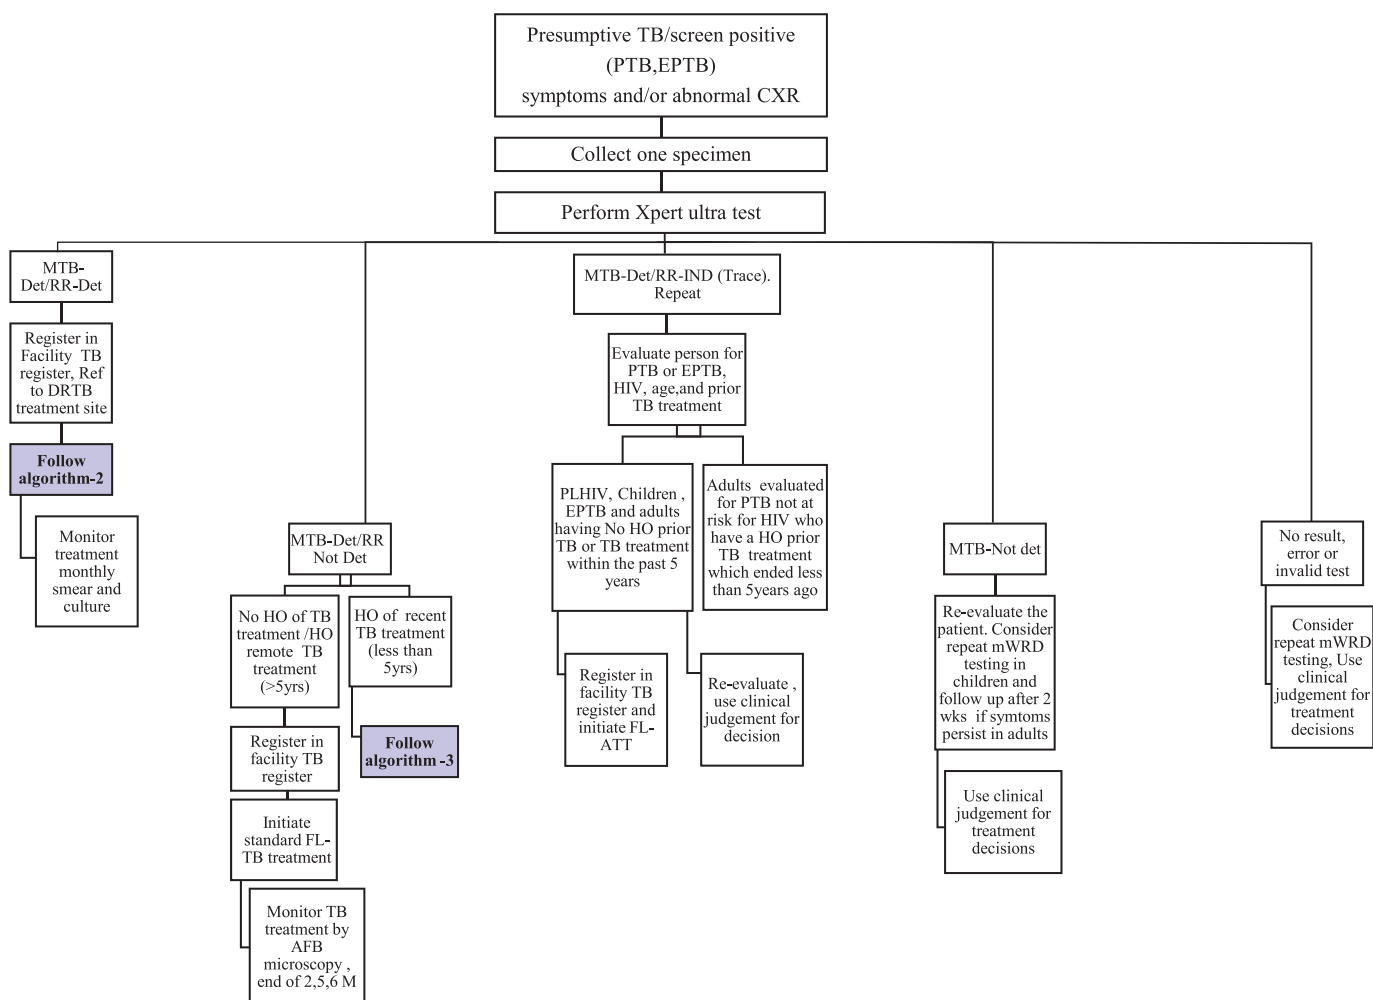 Presumptive TB/screen positive
(PTB,EPTB)
symptoms and/or abnormal CXR
Collect one specimen
Perform Xpert ultra test
MTB-
Det/RR-Det
Register in
Facility TB
register, Ref
to DRTB
treatment site
Follow
algorithm-2
Monitor
treatment
monthly
smear and
culture
MTB-Det/RR
Not Det
No HO of TB
treatment /HO
remote TB
treatment
(>5yrs)
Register in
facility TB
register
Initiate
standard FL-
TB treatment
Monitor TB
treatment by
AFB
microscopy ,
end of 2,5,6 M
HO of recent
TB treatment
(less than
5yrs)
Follow
algorithm -3
MTB-Det/RR-IND (Trace).
Repeat
Evaluate person for
PTB or EPTB,
HIV, age,and prior
TB treatment
PLHIV, Children ,
EPTB and adults
having No HO prior
TB or TB treatment
within the past 5
years
Register in
facility TB
register and
initiate FL-
ATT
Re-evaluate ,
use clinical
judgement for
decision
Adults evaluated
for PTB not at
risk for HIV who
have a HO prior
TB treatment
which ended less
than 5years ago
MTB-Not det
Re-evaluate the
patient. Consider
repeat mWRD
testing in
children and
follow up after 2
wks if symtoms
persist in adults
Use clinical
judgement for
treatment
decisions
No result,
error or
invalid test
Consider
repeat mWRD
testing, Use
clinical
judgement for
treatment
decisions